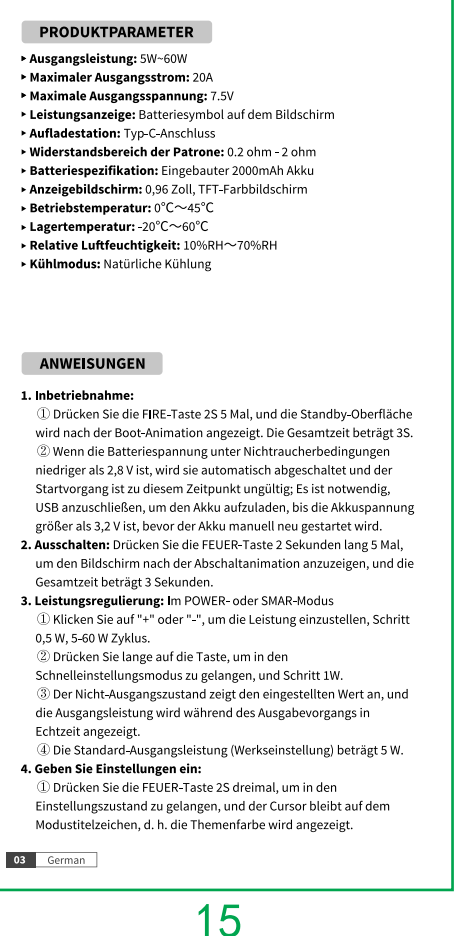 PRODUKTPARAMETER
▸ Ausgangsleistung: 5W~60W
▸ Maximaler Ausgangsstrom: 20A
▸ Maximale Ausgangsspannung: 7.5V
▸ Leistungsanzeige: Batteriesymbol auf dem Bildschirm
▸ Aufladestation: Typ-C-Anschluss
▸ Widerstandsbereich der Patrone: 0.2 ohm - 2 ohm
▸ Batteriespezifikation: Eingebauter 2000mAh Akku
▸ Anzeigebildschirm: 0,96 Zoll, TFT-Farbbildschirm
▸ Betriebstemperatur: 0℃～45℃
▸ Lagertemperatur: -20℃～60℃
▸ Relative Luftfeuchtigkeit: 10%RH～70%RH
▸ Kühlmodus: Natürliche Kühlung
ANWEISUNGEN
1. Inbetriebnahme:
① Drücken Sie die FIRE-Taste 2S 5 Mal, und die Standby-Oberfläche
wird nach der Boot-Animation angezeigt. Die Gesamtzeit beträgt 3S.
② Wenn die Batteriespannung unter Nichtraucherbedingungen
niedriger als 2,8 V ist, wird sie automatisch abgeschaltet und der
Startvorgang ist zu diesem Zeitpunkt ungültig; Es ist notwendig,
USB anzuschließen, um den Akku aufzuladen, bis die Akkuspannung
größer als 3,2 V ist, bevor der Akku manuell neu gestartet wird.
2. Ausschalten: Drücken Sie die FEUER-Taste 2 Sekunden lang 5 Mal,
um den Bildschirm nach der Abschaltanimation anzuzeigen, und die
Gesamtzeit beträgt 3 Sekunden.
3. Leistungsregulierung: Im POWER- oder SMAR-Modus
① Klicken Sie auf "+" oder "-", um die Leistung einzustellen, Schritt
0,5 W, 5-60 W Zyklus.
② Drücken Sie lange auf die Taste, um in den
Schnelleinstellungsmodus zu gelangen, und Schritt 1W.
③ Der Nicht-Ausgangszustand zeigt den eingestellten Wert an, und
die Ausgangsleistung wird während des Ausgabevorgangs in
Echtzeit angezeigt.
④ Die Standard-Ausgangsleistung (Werkseinstellung) beträgt 5 W.
4. Geben Sie Einstellungen ein:
① Drücken Sie die FEUER-Taste 2S dreimal, um in den
Einstellungszustand zu gelangen, und der Cursor bleibt auf dem
Modustitelzeichen, d. h. die Themenfarbe wird angezeigt.
03 German
15